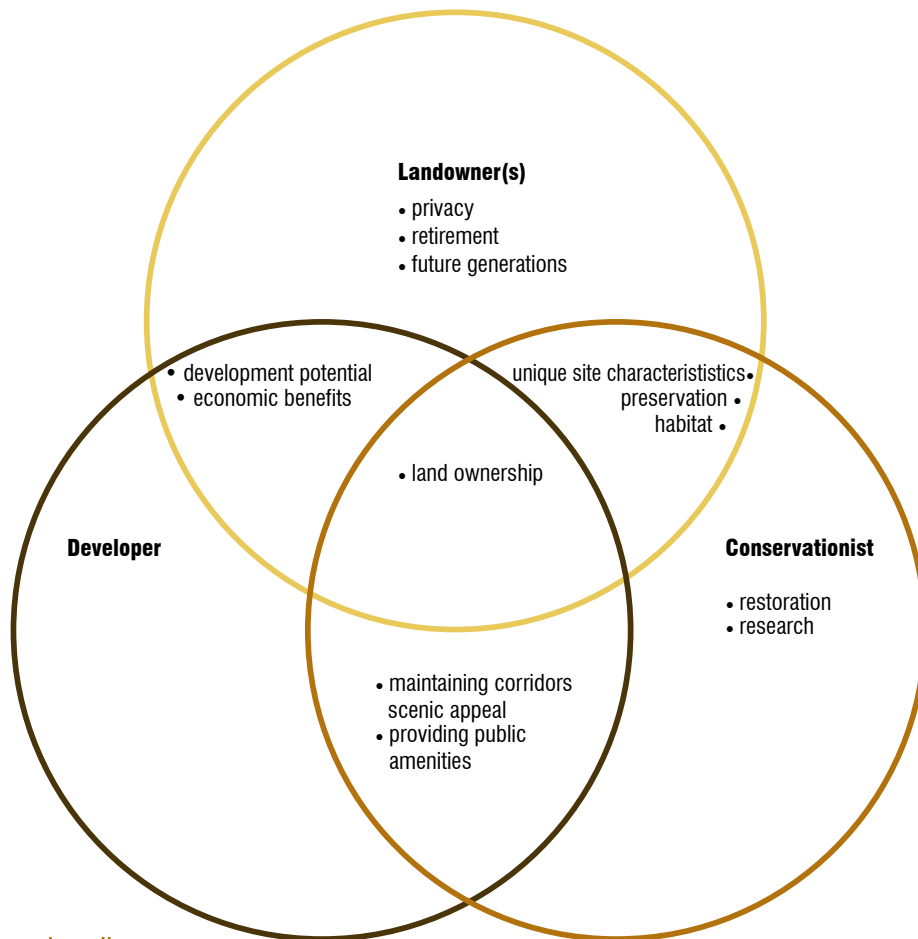 Landowner(s)
• privacy
• retirement
• future generations
• development potential
• economic benefits
unique site characterististics•
preservation •
habitat •
• land ownership
Developer
Conservationist
• restoration
• research
• maintaining corridors
scenic appeal
• providing public
amenities